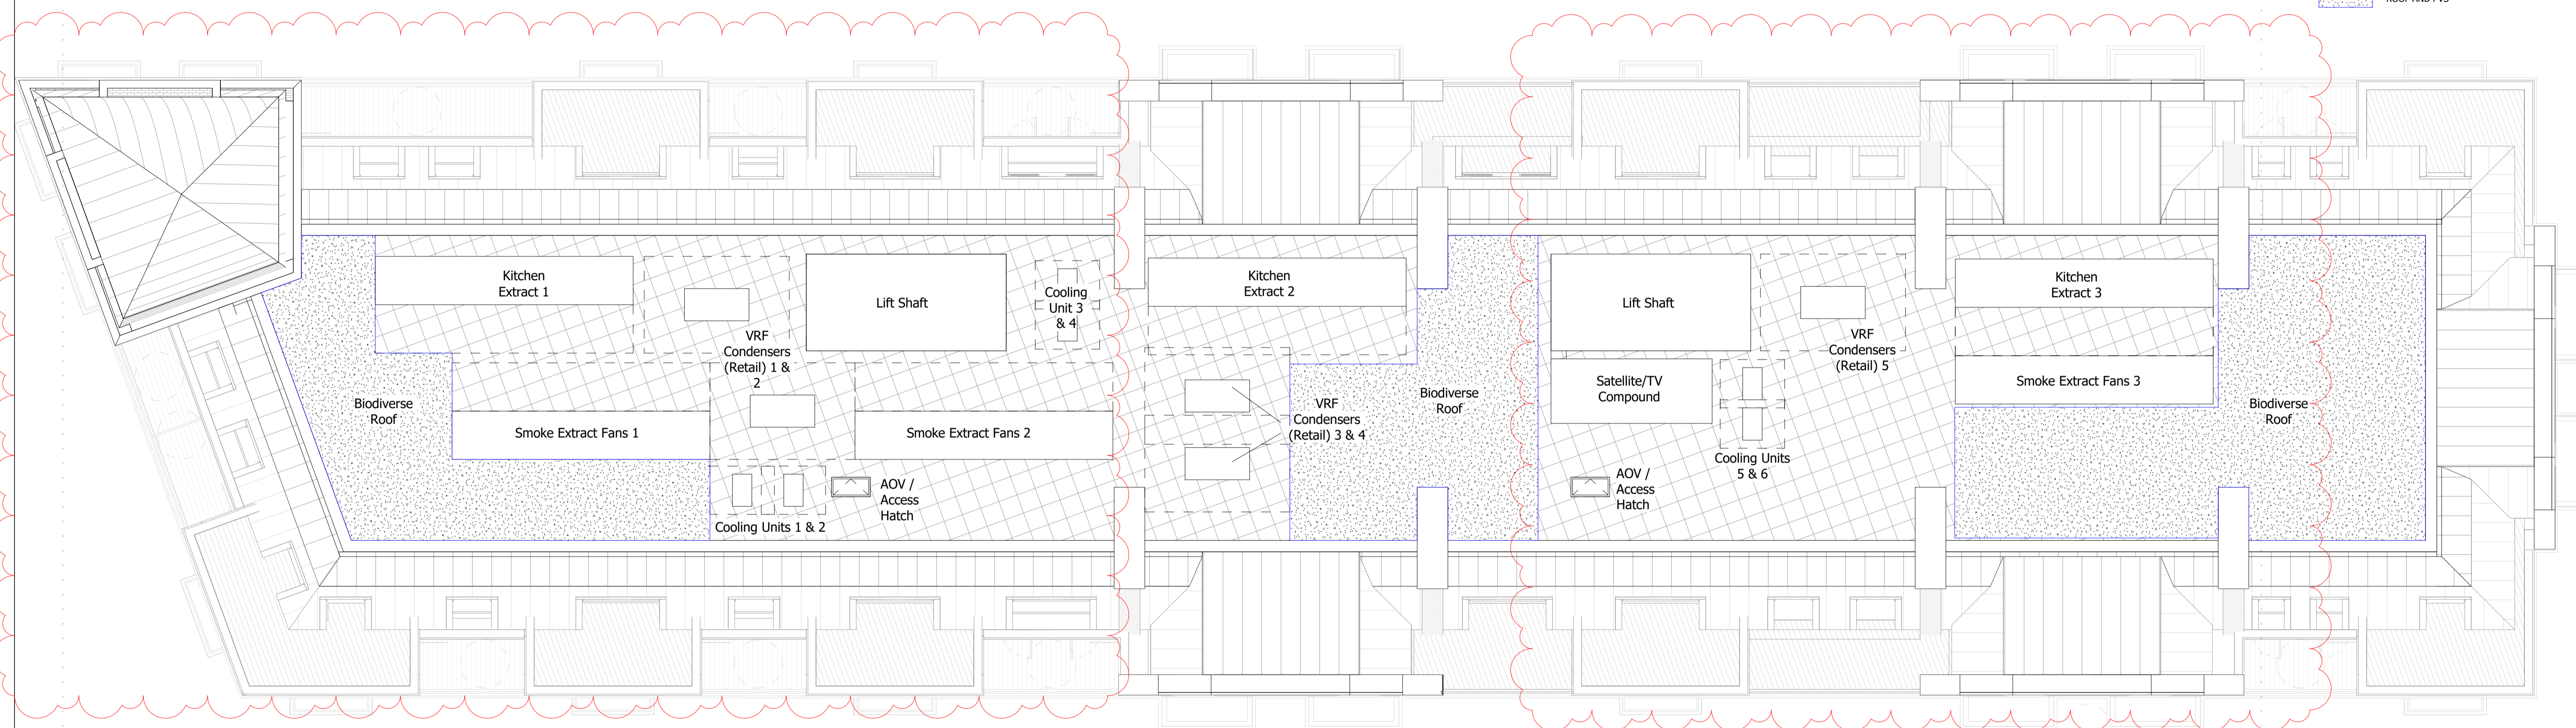 ROOF AND PVS
Kitchen
Extract 1
Lift Shaft
Cooling
Unit 3
& 4
VRF
Condensers
(Retail) 1 &
2
Biodiverse
Roof
Smoke Extract Fans 1
Smoke Extract Fans 2
Cooling Units 1 & 2
AOV /
Access
Hatch
Kitchen
Extract 2
VRF
Condensers
(Retail) 3 & 4
Biodiverse
Roof
Lift Shaft
VRF
Condensers
(Retail) 5
Satellite/TV
Compound
Cooling Units
5 & 6
AOV /
Access
Hatch
Kitchen
Extract 3
Smoke Extract Fans 3
Biodiverse
Roof